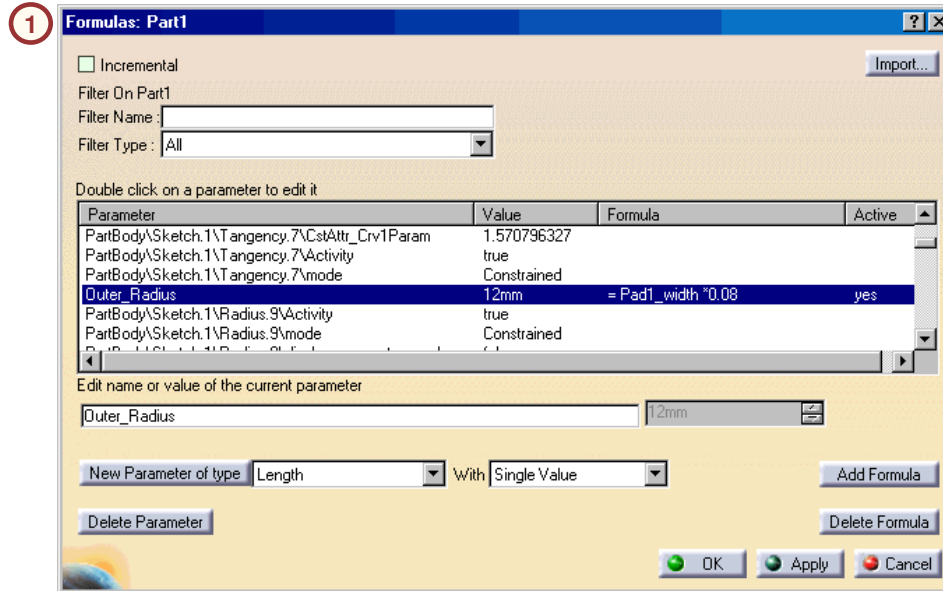 1
Formulas: Part1
Incremental
Import...
Filter On Part1
Filter Name :
Filter Type : All
Double click on a parameter to edit it
Parameter Value Formula Active
PartBody\Sketch.1\Tangency.7\CstAttr_Crv1Param 1.570796327
PartBody\Sketch.1\Tangency.7\Activity true
PartBody\Sketch.1\Tangency.7\mode Constrained
Outer_Radius 12mm = Pad1_width *0.08 yes
PartBody\Sketch.1\Radius.9\Activity true
PartBody\Sketch.1\Radius.9\mode Constrained
Edit name or value of the current parameter
Outer_Radius 12mm
New Parameter of type Length With Single Value Add Formula
Delete Parameter Delete Formula
OK Apply Cancel